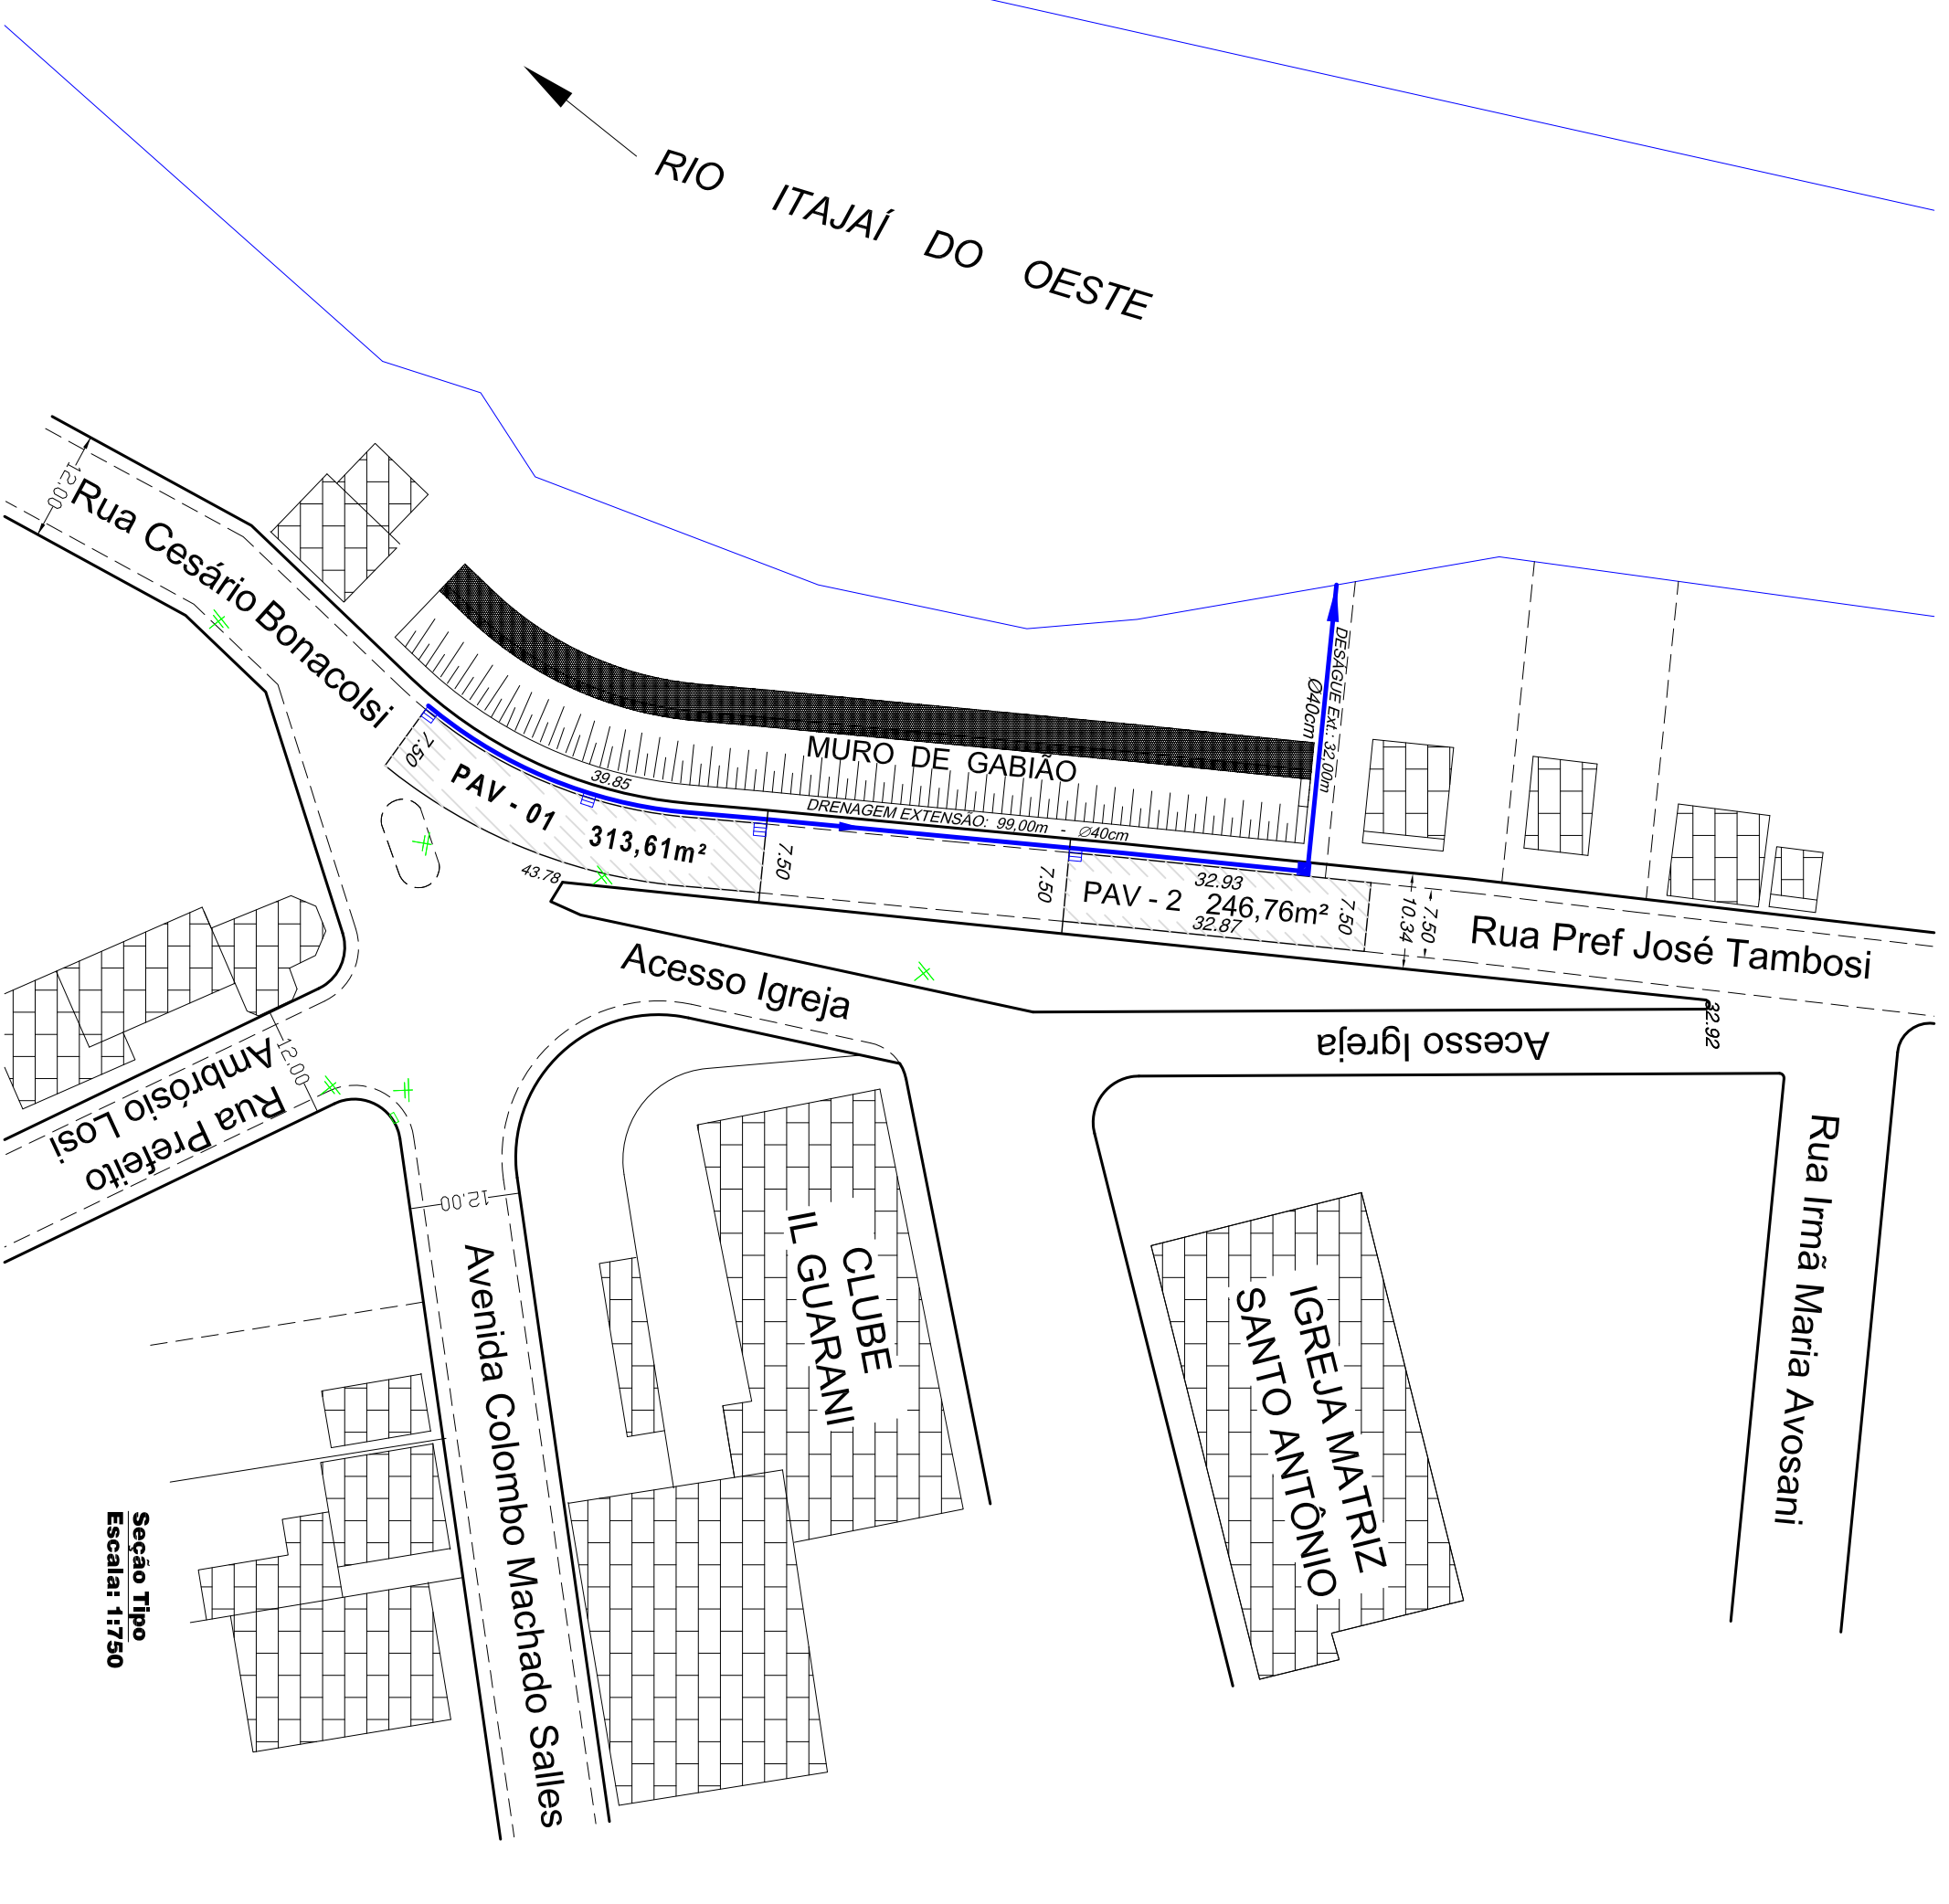 RIO ITAJAÍ DO OESTE
12.00
Rua Cesário Bonacolsi
MURO DE GABIÃO
DRENAGEM EXTENSÃO: 99,00m - Ø40cm
Ø40cm
DESÁGUE Ext.: 32,00m
7.50
39.85
PAV - 01 313,61m²
43.78
7.50
7.50
32.93
PAV - 2 246,76m²
32.87
7.50
10.34
7.50
Rua Pref José Tambosi
32.92
Acesso Igreja
Acesso Igreja
12.00
Rua Prefeito
Ambrósio Losi
12.00
Avenida Colombo Machado Salles
CLUBE
IL GUARANI
IGREJA MATRIZ
SANTO ANTÔNIO
Rua Irmã Maria Avosani
Seção Tipo
Escala: 1:750